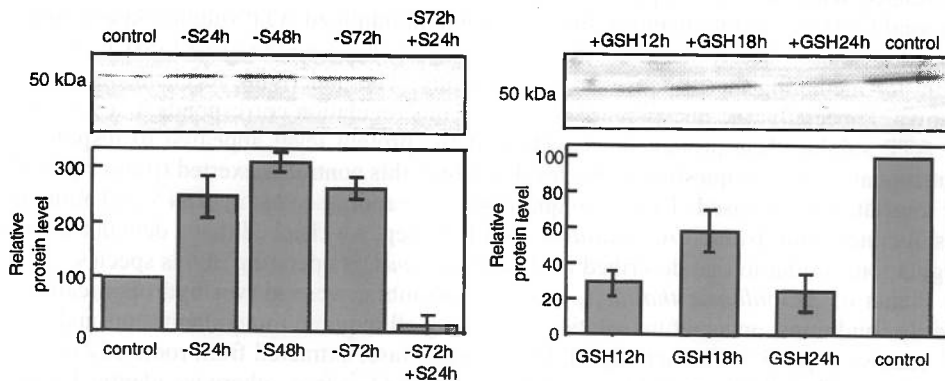 -S72h
control -S24h -S48h -S72h +S24h
50 kDa
300
200
100
0
Relative
protein level
control -S24h -S48h -S72h -S72h
+S24h
+GSH12h +GSH18h +GSH24h control
50 kDa
100
80
60
40
20
0
Relative
protein level
GSH12h GSH18h GSH24h control